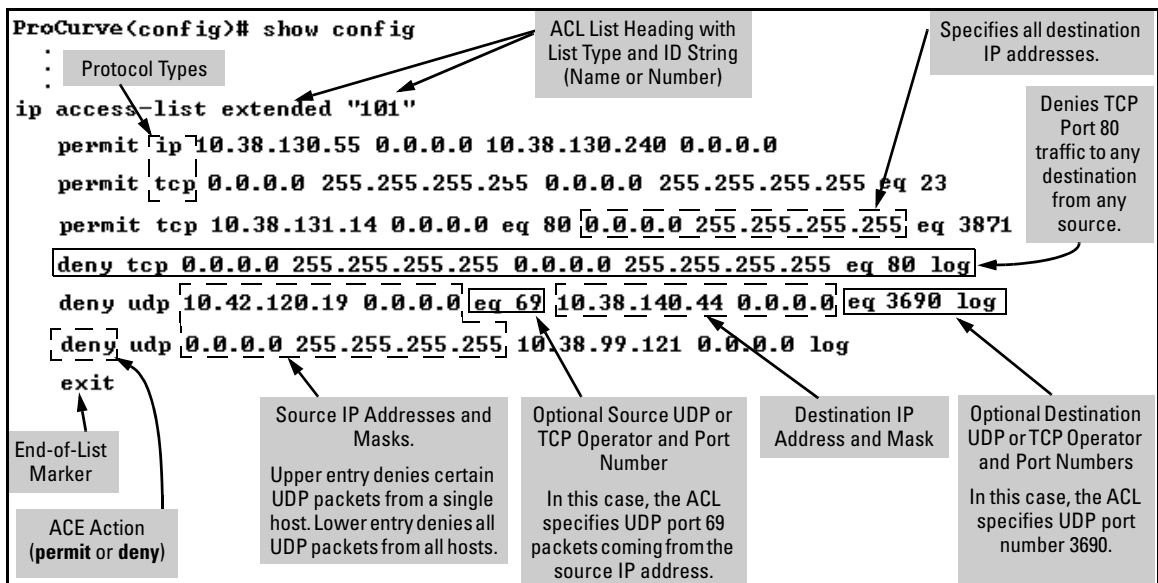 ProCurve(config)# show config
.
.
.
Protocol Types
ACL List Heading with
List Type and ID String
(Name or Number)
Specifies all destination
IP addresses.
Denies TCP
Port 80
traffic to any
destination
from any
source.
ip access-list extended "101"
permit ip 10.38.130.55 0.0.0.0 10.38.130.240 0.0.0.0
permit tcp 0.0.0.0 255.255.255.255 0.0.0.0 255.255.255.255 eq 23
permit tcp 10.38.131.14 0.0.0.0 eq 80 0.0.0.0 255.255.255.255 eq 3871
deny tcp 0.0.0.0 255.255.255.255 0.0.0.0 255.255.255.255 eq 80 log
deny udp 10.42.120.19 0.0.0.0 eq 69 10.38.140.44 0.0.0.0 eq 3690 log
deny udp 0.0.0.0 255.255.255.255 10.38.99.121 0.0.0.0 log
exit
End-of-List
Marker
ACE Action
(permit or deny)
Source IP Addresses and
Masks.
Upper entry denies certain
UDP packets from a single
host. Lower entry denies all
UDP packets from all hosts.
Optional Source UDP or
TCP Operator and Port
Number
In this case, the ACL
specifies UDP port 69
packets coming from the
source IP address.
Destination IP
Address and Mask
Optional Destination
UDP or TCP Operator
and Port Numbers
In this case, the ACL
specifies UDP port
number 3690.